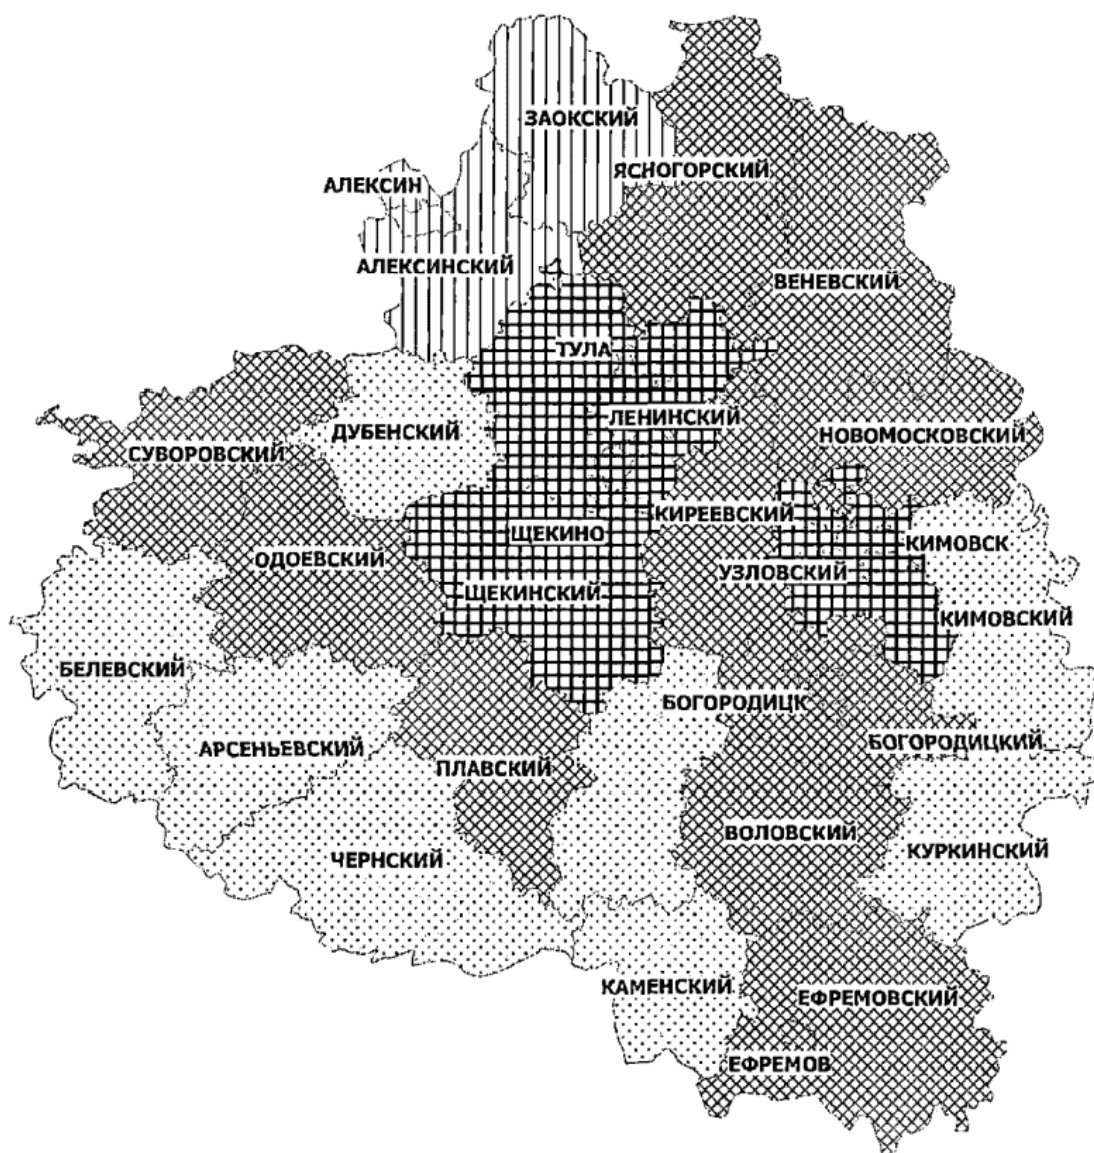 ЗАОКСКИЙ
ЯСНОГОРСКИЙ
АЛЕКСИН
АЛЕКСИНСКИЙ
ВЕНЕВСКИЙ
ТУЛА
ЛЕНИНСКИЙ
ДУБЕНСКИЙ
НОВОМОСКОВСКИЙ
СУВОРОВСКИЙ
КИРЕЕВСКИЙ
ЩЕКИНО
КИМОВСК
ОДОЕВСКИЙ
УЗЛОВСКИЙ
ЩЕКИНСКИЙ
КИМОВСКИЙ
БЕЛЕВСКИЙ
БОГОРОДИЦК
АРСЕНЬЕВСКИЙ
БОГОРОДИЦКИЙ
ПЛАВСКИЙ
ВОЛОВСКИЙ
КУРКИНСКИЙ
ЧЕРНСКИЙ
КАМЕНСКИЙ
ЕФРЕМОВСКИЙ
ЕФРЕМОВ